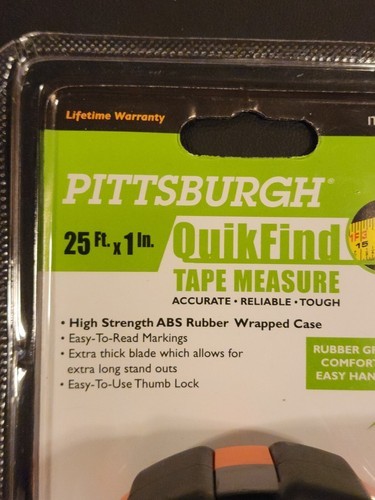 Lifetime Warranty
PITTSBURGH®
25 Ft. x 1 In.
QuikFind
TAPE MEASURE
ACCURATE • RELIABLE • TOUGH
• High Strength ABS Rubber Wrapped Case
• Easy-To-Read Markings
• Extra thick blade which allows for
extra long stand outs
• Easy-To-Use Thumb Lock
RUBBER
EASY
15